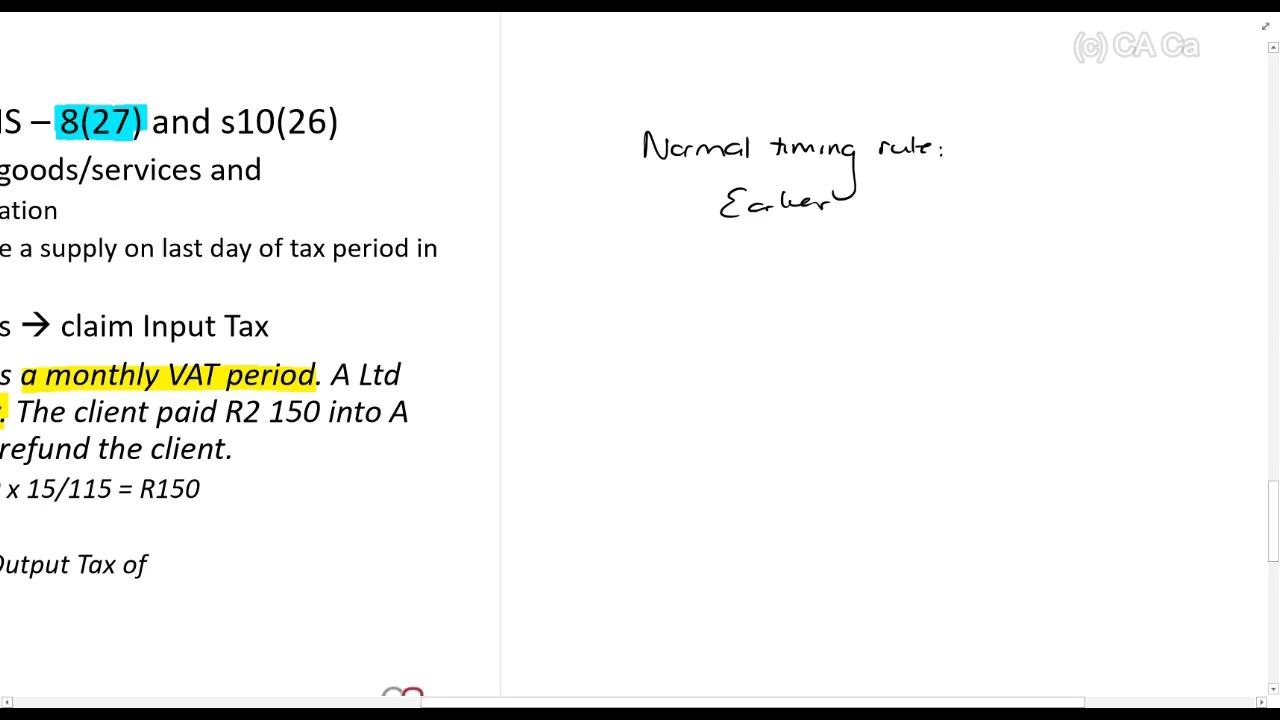 (c) CA Ca
S – 8(27) and s10(26)
goods/services and
ation
e a supply on last day of tax period in
s → claim Input Tax
s a monthly VAT period. A Ltd
. The client paid R2 150 into A
refund the client.
x 15/115 = R150
Output Tax of
Normal timing rule:
Earlier